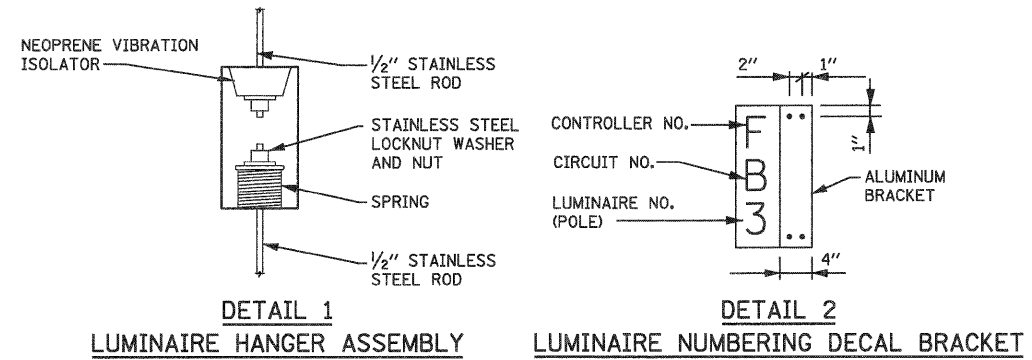 NEOPRENE VIBRATION
ISOLATOR
1/2" STAINLESS
STEEL ROD
STAINLESS STEEL
LOCKNUT WASHER
AND NUT
SPRING
1/2" STAINLESS
STEEL ROD
DETAIL 1
LUMINAIRE HANGER ASSEMBLY
2" 1"
1"
CONTROLLER NO.
F
CIRCUIT NO.
B
LUMINAIRE NO.
(POLE)
3
ALUMINUM
BRACKET
4"
DETAIL 2
LUMINAIRE NUMBERING DECAL BRACKET